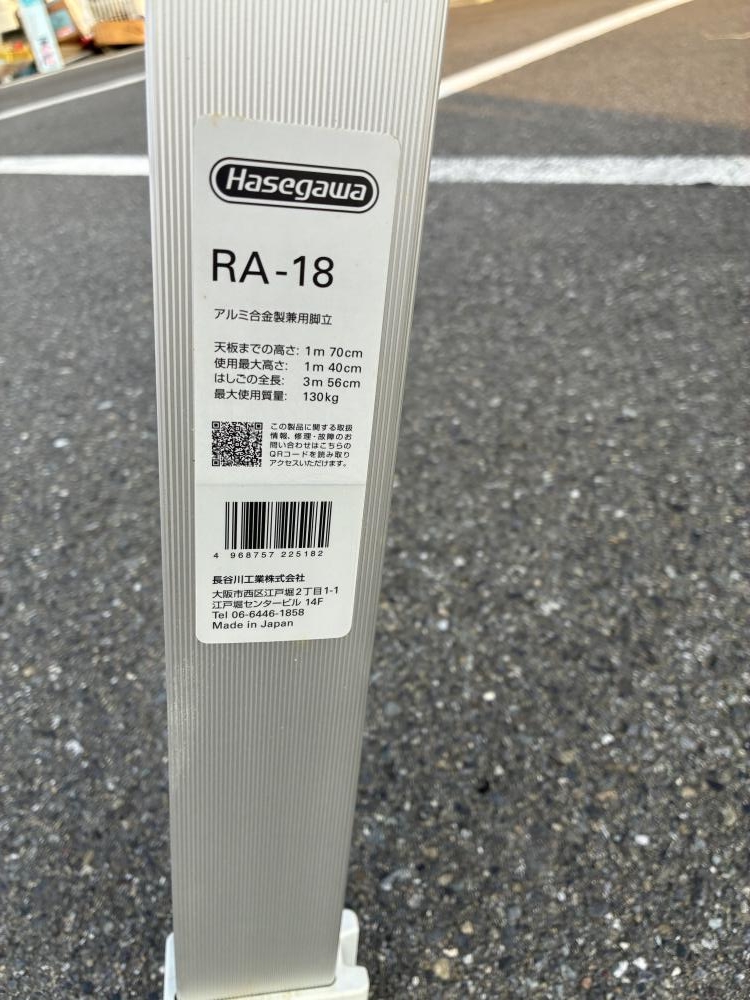 Hasegawa
RA-18
アルミ合金製兼用脚立
天板までの高さ: 1m 70cm
使用最大高さ: 1m 40cm
はしごの全長: 3m 56cm
最大使用質量: 130kg
この製品に関する取扱
情報、修理・故障のお
問い合わせはこちらの
QRコードを読み取り
アクセスいただけます。
4 968757 225182
長谷川工業株式会社
大阪市西区江戸堀2丁目1-1
江戸堀センタービル 14F
Tel 06-6446-1858
Made in Japan